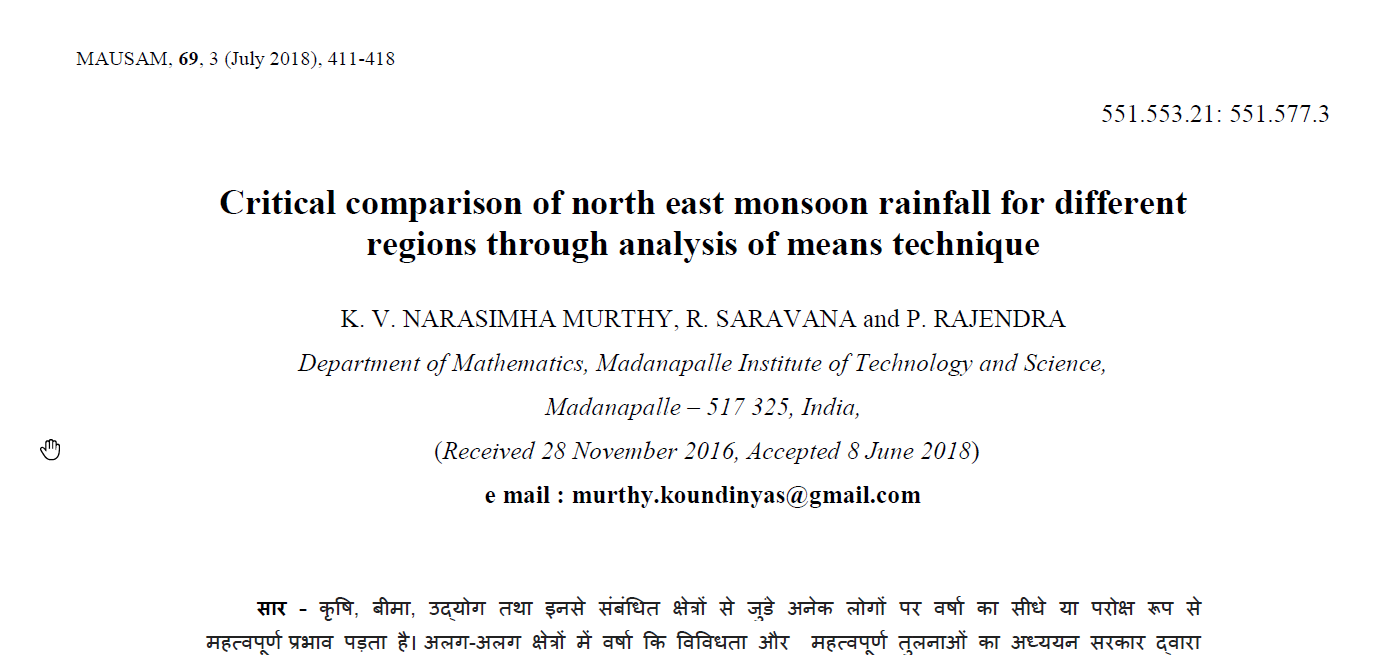 MAUSAM, 69, 3 (July 2018), 411-418
551.553.21: 551.577.3
Critical comparison of north east monsoon rainfall for different
regions through analysis of means technique
K. V. NARASIMHA MURTHY, R. SARAVANA and P. RAJENDRA
Department of Mathematics, Madanapalle Institute of Technology and Science,
Madanapalle – 517 325, India,
(Received 28 November 2016, Accepted 8 June 2018)
e mail : murthy.koundinyas@gmail.com
सार - कृषि, बीमा, उद्योग तथा इनसे संबंधित क्षेत्रों से जुड़े अनेक लोगों पर वर्षा का सीधे या परोक्ष रूप से
महत्वपूर्ण प्रभाव पड़ता है। अलग-अलग क्षेत्रों में वर्षा कि विविधता और महत्वपूर्ण तुलनाओं का अध्ययन सरकार द्वारा